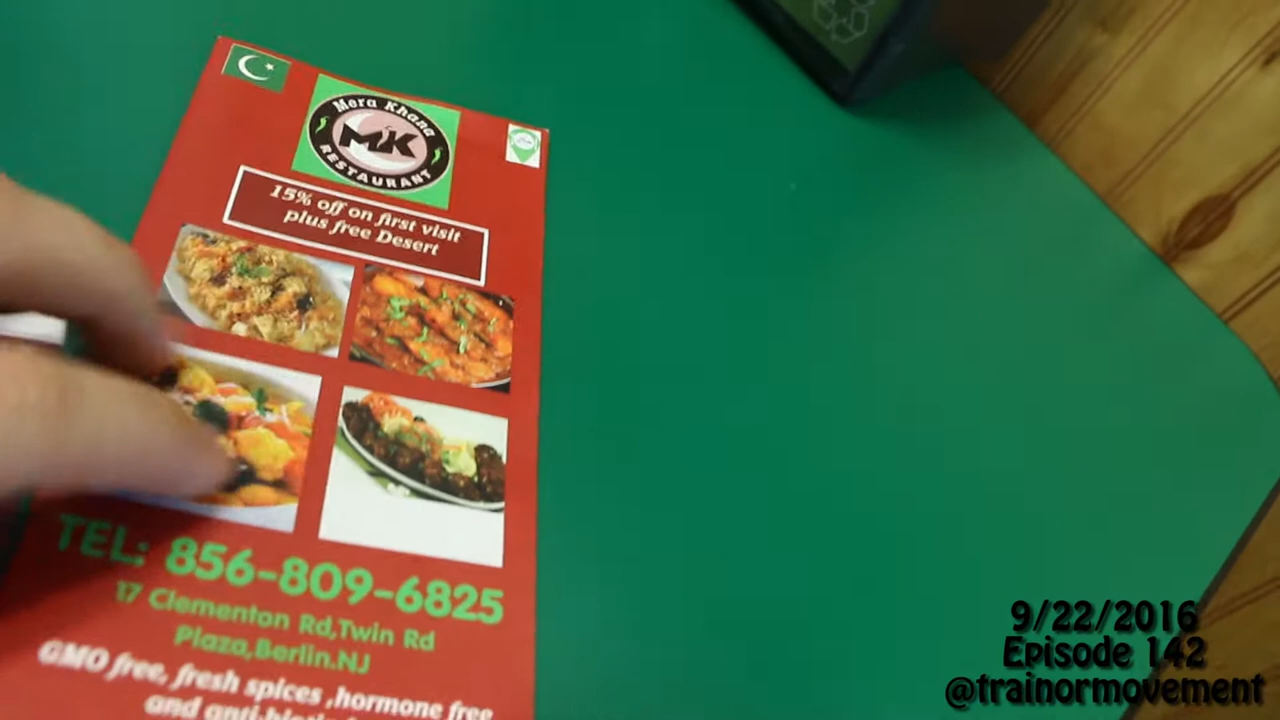 Mera Khana
MK
RESTAURANT
15% off on first visit
plus free Desert
TEL: 856-809-6825
17 Clementon Rd,Twin Rd
Plaza,Berlin.NJ
GMO free, fresh spices ,hormone free
and
9/22/2016
Episode 142
@trainormovement